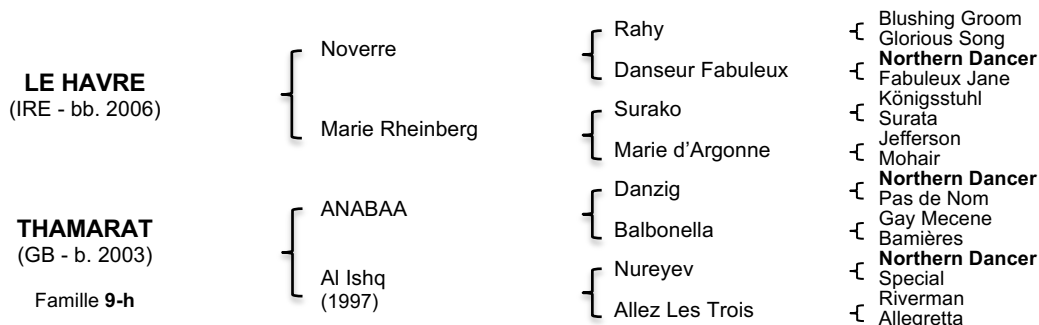 LE HAVRE
(IRE - bb. 2006)
THAMARAT
(GB - b. 2003)
Famille 9-h
Noverre
Marie Rheinberg
ANABAA
Al Ishq
(1997)
Rahy
Danseur Fabuleux
Surako
Marie d’Argonne
Danzig
Balbonella
Nureyev
Allez Les Trois
Blushing Groom
Glorious Song
Northern Dancer
Fabuleux Jane
Königsstuhl
Surata
Jefferson
Mohair
Northern Dancer
Pas de Nom
Gay Mecene
Bamières
Northern Dancer
Special
Riverman
Allegretta